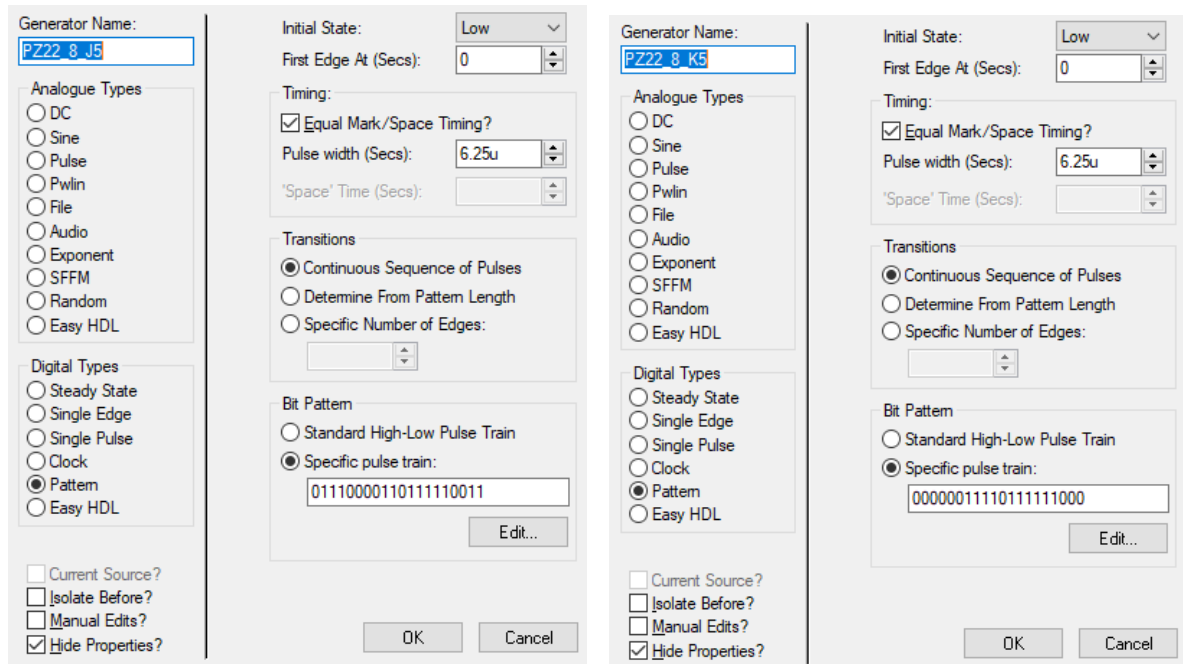 Generator Name:
PZ22_8_J5
Analogue Types
DC
Sine
Pulse
Pwlin
File
Audio
Exponent
SFFM
Random
Easy HDL
Digital Types
Steady State
Single Edge
Single Pulse
Clock
Pattern
Easy HDL
Current Source?
Isolate Before?
Manual Edits?
Hide Properties?
Initial State: Low
First Edge At (Secs): 0
Timing:
Equal Mark/Space Timing?
Pulse width (Secs): 6.25u
'Space' Time (Secs):
Transitions
Continuous Sequence of Pulses
Determine From Pattern Length
Specific Number of Edges:
Bit Pattern
Standard High-Low Pulse Train
Specific pulse train:
01110000110111110011
Edit...
OK Cancel
Generator Name:
PZ22_8_K5
Analogue Types
DC
Sine
Pulse
Pwlin
File
Audio
Exponent
SFFM
Random
Easy HDL
Digital Types
Steady State
Single Edge
Single Pulse
Clock
Pattern
Easy HDL
Current Source?
Isolate Before?
Manual Edits?
Hide Properties?
Initial State: Low
First Edge At (Secs): 0
Timing:
Equal Mark/Space Timing?
Pulse width (Secs): 6.25u
'Space' Time (Secs):
Transitions
Continuous Sequence of Pulses
Determine From Pattern Length
Specific Number of Edges:
Bit Pattern
Standard High-Low Pulse Train
Specific pulse train:
00000011110111111000
Edit...
OK Cancel